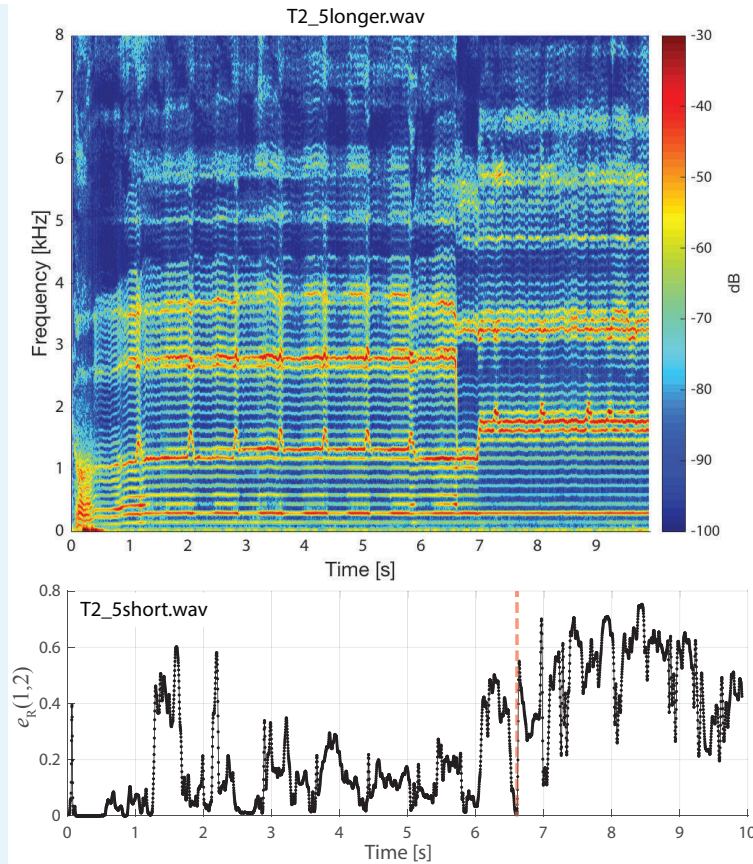 T2_5longer.wav
8
7
6
5
4
3
2
1
0
Frequency [kHz]
0 1 2 3 4 5 6 7 8 9
Time [s]
-30
-40
-50
-60
-70
-80
-90
-100
dB
T2_5short.wav
0.8
0.6
0.4
0.2
0
e_R(1,2)
0 1 2 3 4 5 6 7 8 9 10
Time [s]